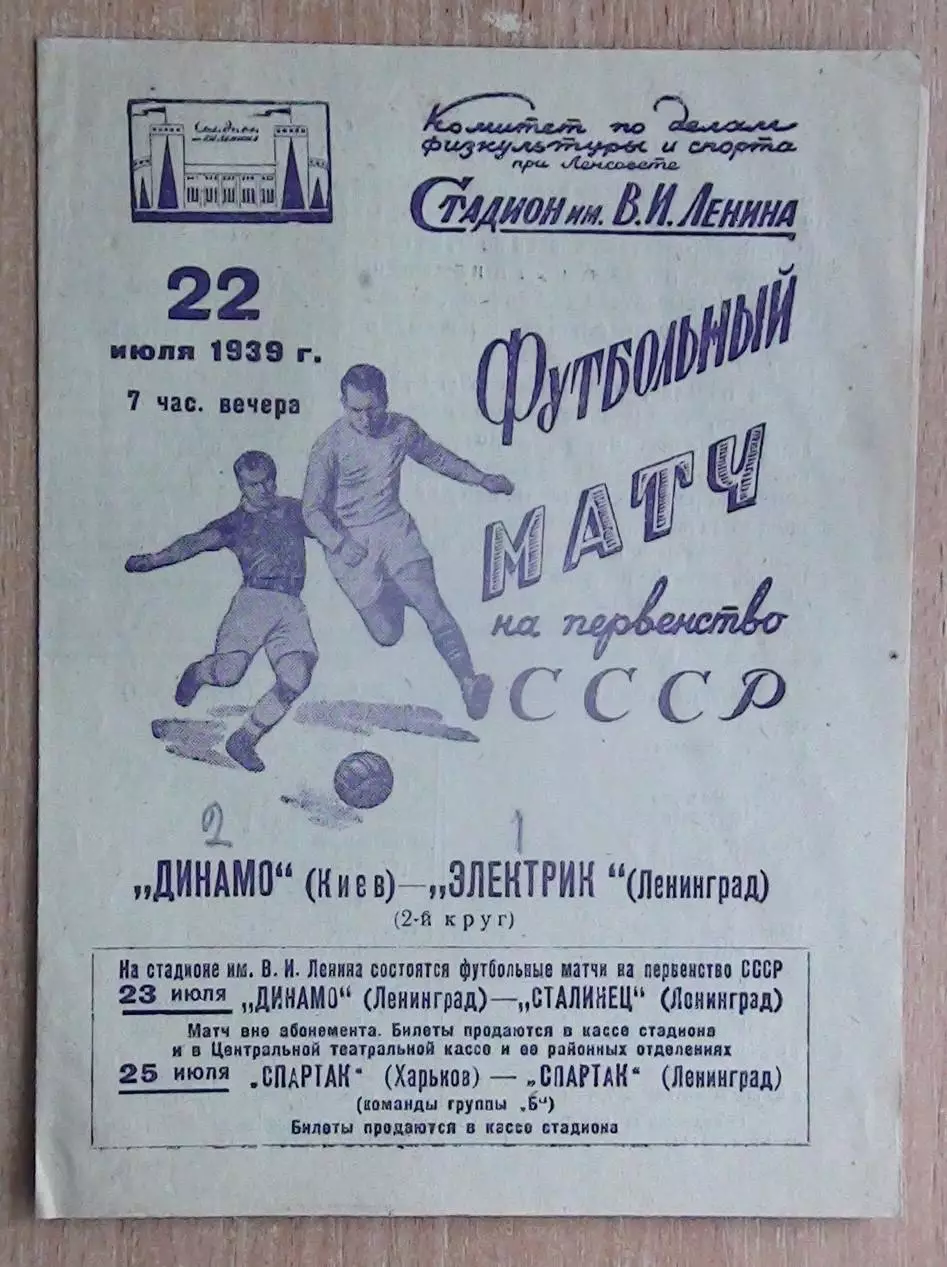 Стадион
им. Ленина
Комитет по делам
физкультуры и спорта
при Ленсовете
Стадион им. В. И. Ленина
22
июля 1939 г.
7 час. вечера
Футбольный
матч
на первенство
СССР
2 1
„ДИНАМО“ (Киев)—„ЭЛЕКТРИК“ (Ленинград)
(2-й круг)
На стадионе им. В. И. Ленина состоятся футбольные матчи на первенство СССР
23 июля „ДИНАМО“ (Ленинград)—„СТАЛИНЕЦ“ (Ленинград)
Матч вне абонемента. Билеты продаются в кассе стадиона
и в Центральной театральной кассе и ее районных отделениях
25 июля „СПАРТАК“ (Харьков) — „СПАРТАК“ (Ленинград)
(команды группы „Б“)
Билеты продаются в кассе стадиона